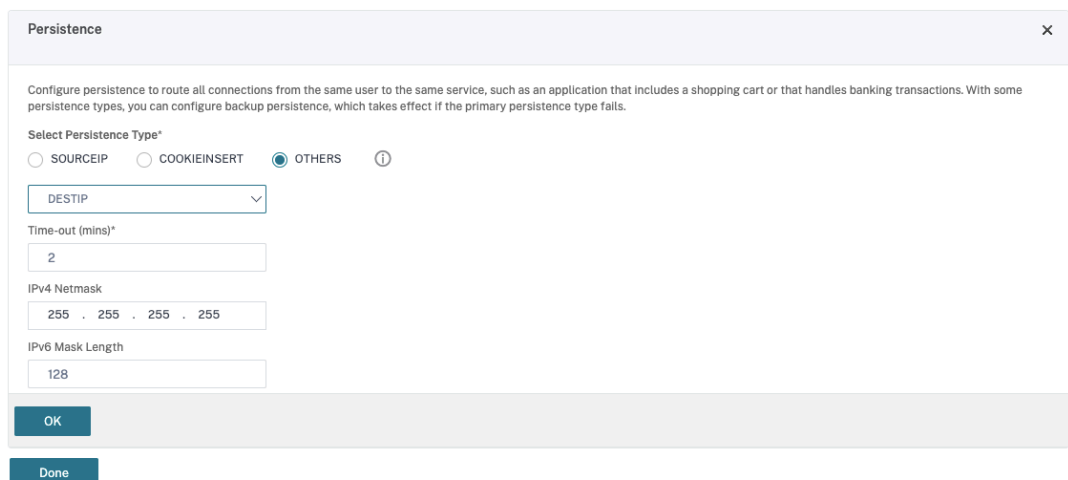 Persistence
Configure persistence to route all connections from the same user to the same service, such as an application that includes a shopping cart or that handles banking transactions. With some
persistence types, you can configure backup persistence, which takes effect if the primary persistence type fails.
Select Persistence Type*
SOURCEIP COOKIEINSERT OTHERS
DESTIP
Time-out (mins)*
2
IPv4 Netmask
255 . 255 . 255 . 255
IPv6 Mask Length
128
OK
Done